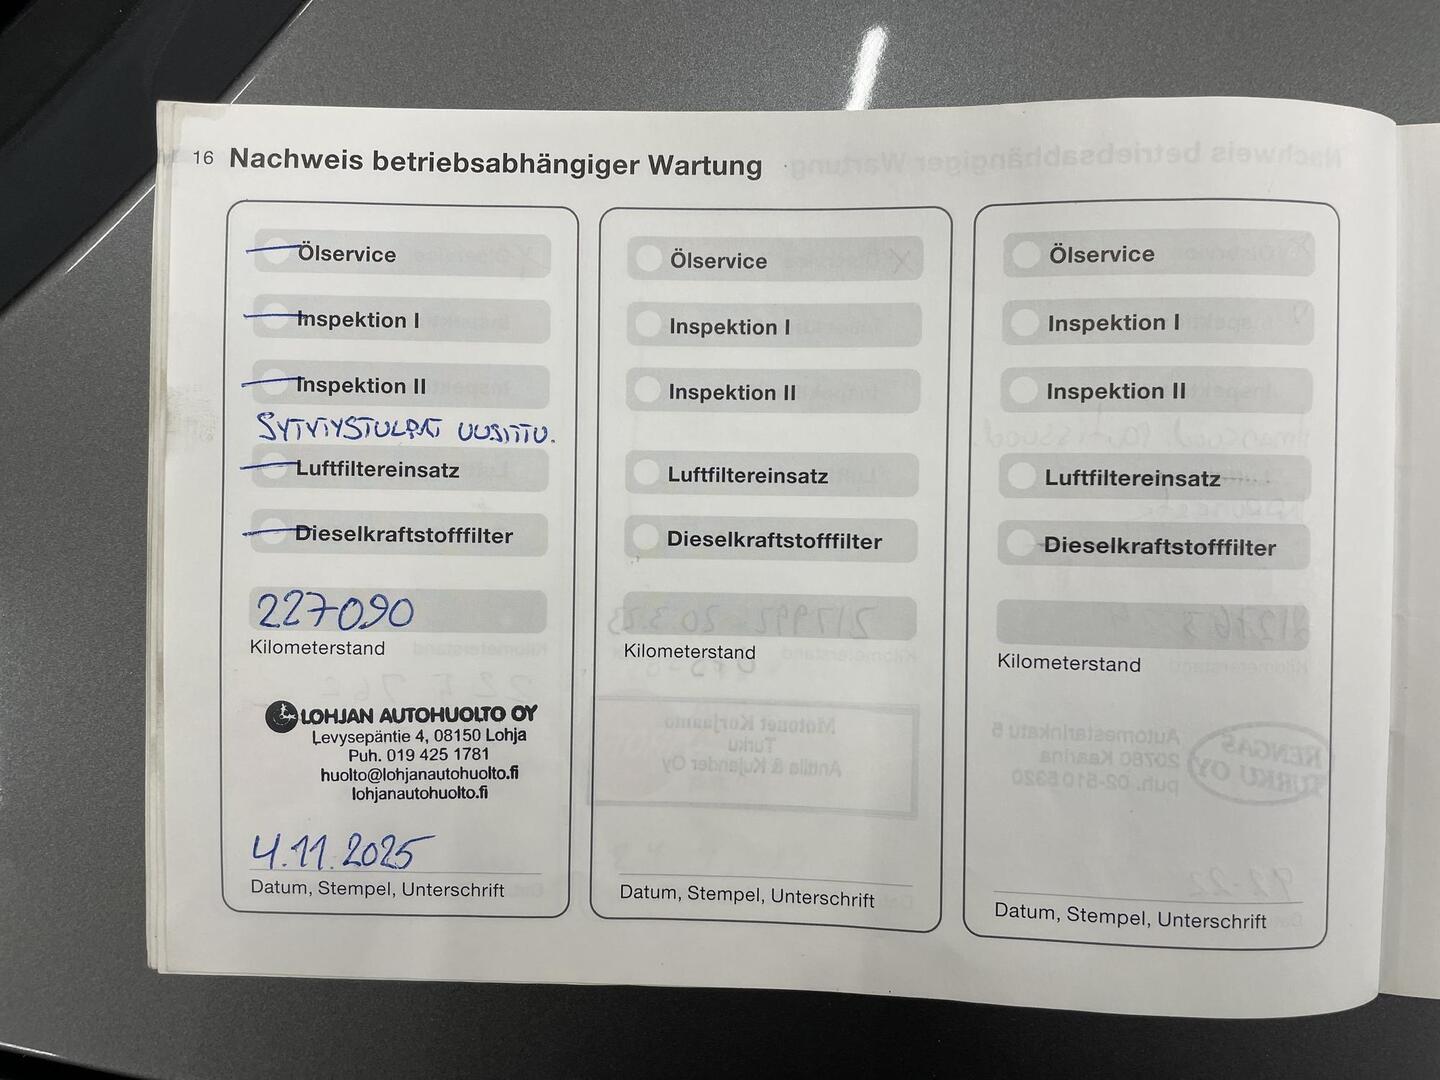 16 Nachweis betriebsabhängiger Wartung
Ölservice
Inspektion I
Inspektion II
SYTYTYSTULPAT UUSITTU.
Luftfiltereinsatz
Dieselkraftstofffilter
227090
Kilometerstand
LOHJAN AUTOHUOLTO OY
Levysepäntie 4, 08150 Lohja
Puh. 019 425 1781
huolto@lohjanautohuolto.fi
lohjanautohuolto.fi
4.11.2025
Datum, Stempel, Unterschrift
Ölservice
Inspektion I
Inspektion II
Luftfiltereinsatz
Dieselkraftstofffilter
Kilometerstand
Datum, Stempel, Unterschrift
Ölservice
Inspektion I
Inspektion II
Luftfiltereinsatz
Dieselkraftstofffilter
Kilometerstand
Datum, Stempel, Unterschrift